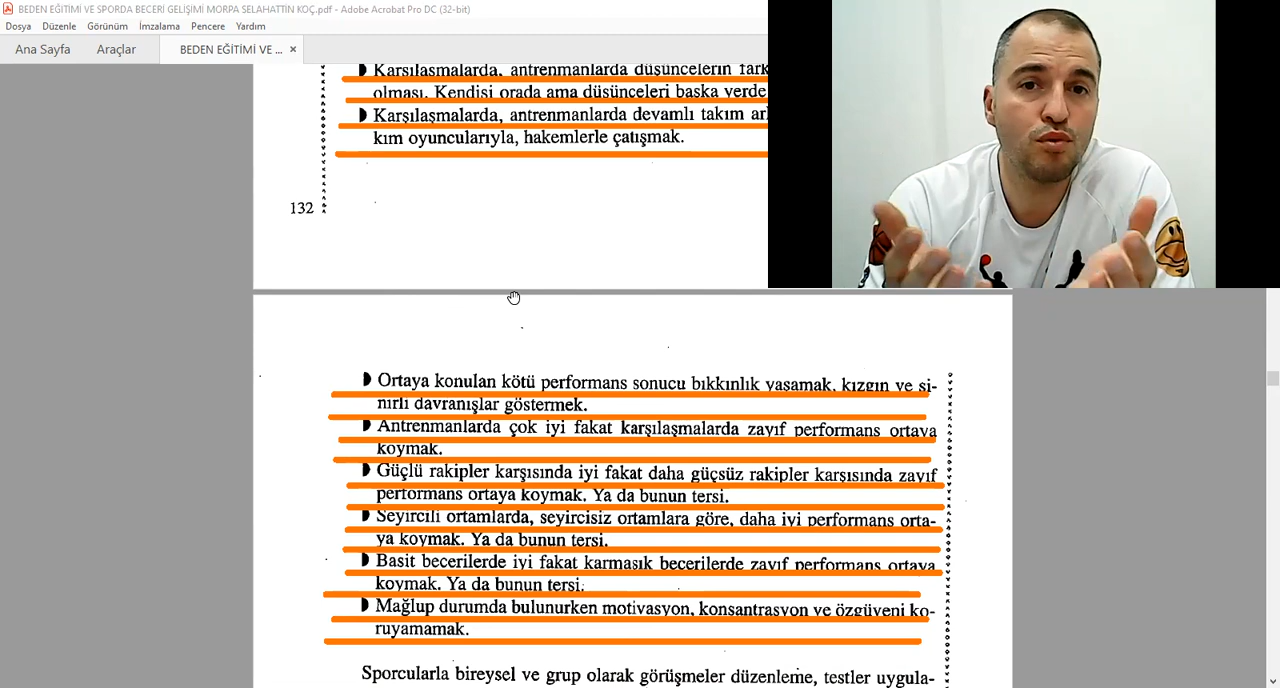 BEDEN EĞİTİMİ VE SPORDA BECERİ GELİŞİMİ MORPA SELAHATTIN KOÇ.pdf - Adobe Acrobat Pro DC (32-bit)
Dosya Düzenle Görünüm İmzalama Pencere Yardım
Ana Sayfa Araçlar BEDEN EĞİTİMİ VE ... ×
Karşılaşmalarda, antrenmanlarda düşüncelerin fark
olması. Kendisi orada ama düşünceleri başka yerde
Karşılaşmalarda, antrenmanlarda devamlı takım ar
kım oyuncularıyla, hakemlerle çatışmak.
132
Ortaya konulan kötü performans sonucu bıkkınlık yaşamak, kızgın ve si-
nirli davranışlar göstermek.
Antrenmanlarda çok iyi fakat karşılaşmalarda zayıf performans ortaya
koymak.
Güçlü rakipler karşısında iyi fakat daha güçsüz rakipler karşısında zayıf
performans ortaya koymak. Ya da bunun tersi.
Seyircili ortamlarda, seyircisiz ortamlara göre, daha iyi performans orta-
ya koymak. Ya da bunun tersi.
Basit becerilerde iyi fakat karmaşık becerilerde zayıf performans ortaya
koymak. Ya da bunun tersi.
Mağlup durumda bulunurken motivasyon, konsantrasyon ve özgüveni ko-
ruyamamak.
Sporcularla bireysel ve grup olarak görüşmeler düzenleme, testler uygula-